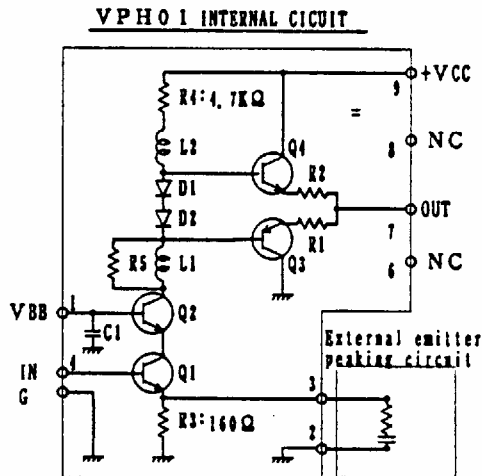 VPH01 INTERNAL CICUIT
R4:4.7KΩ
+VCC
9
=
L2
Q4
8
NC
D1
R2
D2
OUT
7
R1
R5
L1
Q3
6
NC
VBB
1
Q2
C1
External emitter
peaking circuit
IN
4
Q1
G
3
R3:160Ω
2